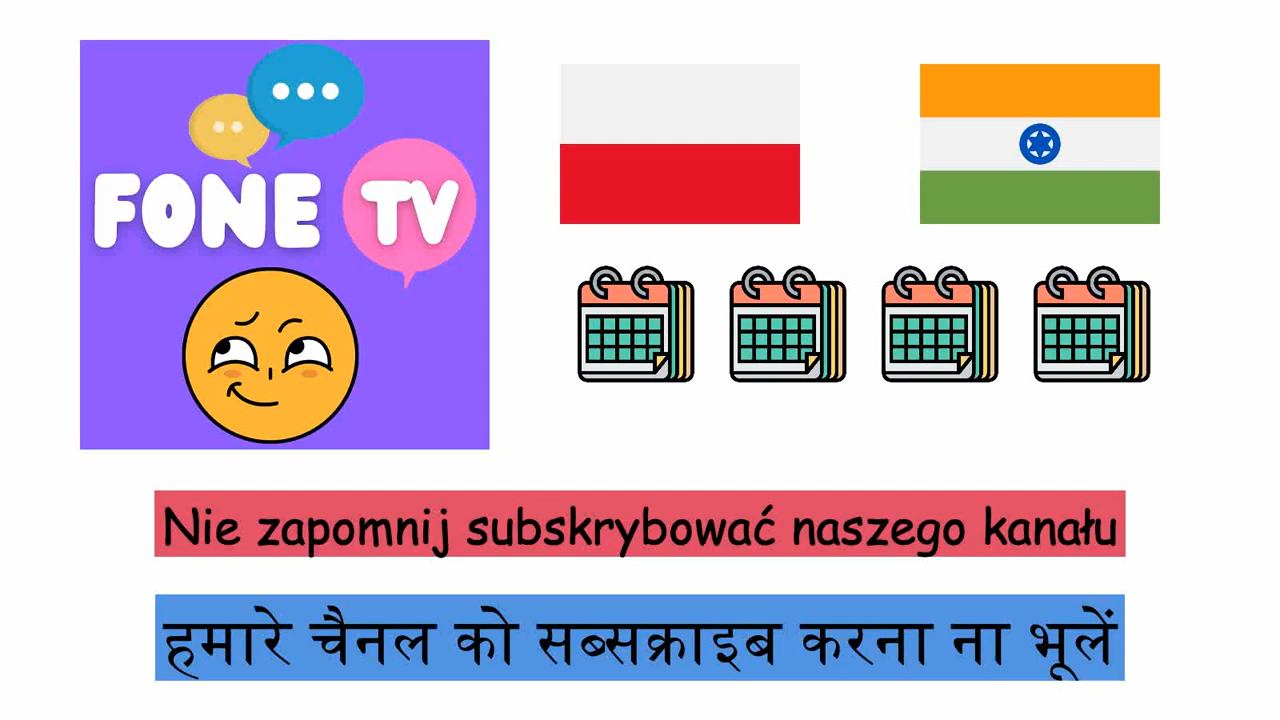 FONE TV
Nie zapomnij subskrybować naszego kanału
हमारे चैनल को सब्सक्राइब करना ना भूलें